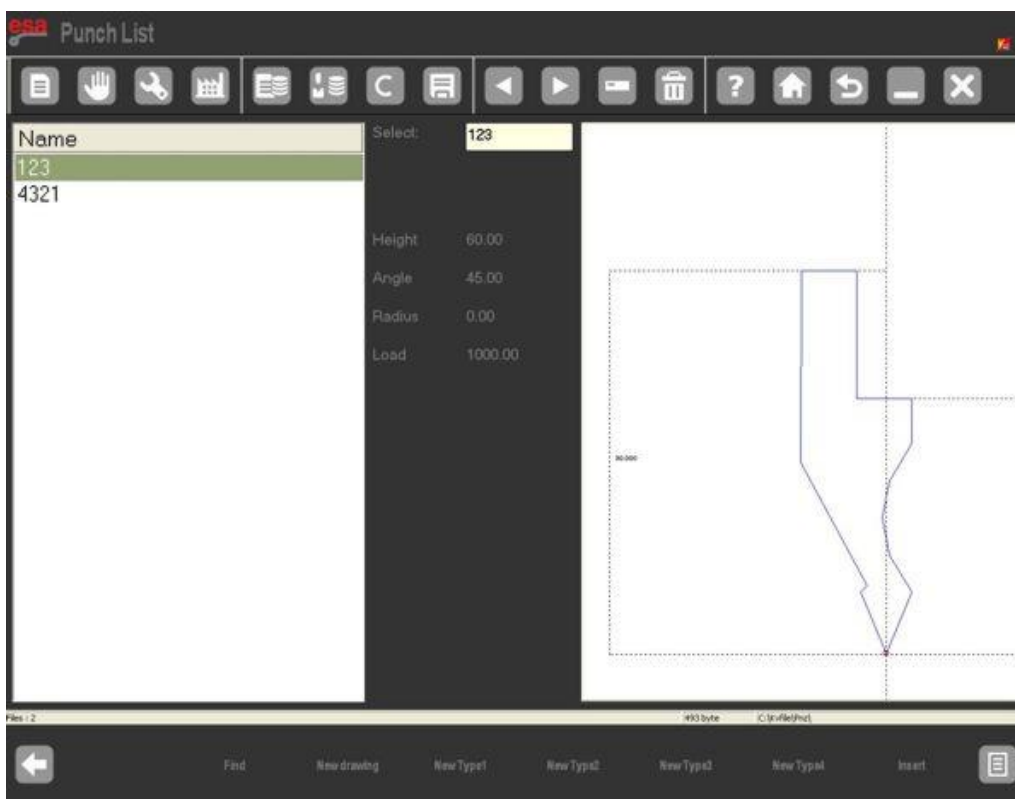 esa Punch List
C ?
Name
123
4321
Select: 123
Height 60.00
Angle 45.00
Radius 0.00
Load 1000.00
Files : 2
493 byte
Find
New drawing
New Type1
New Type2
New Type3
New Type4
Insert